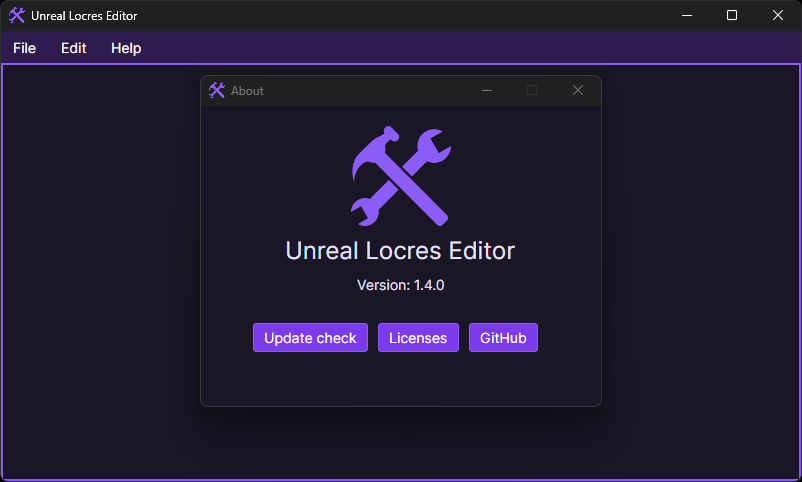 Unreal Locres Editor
File Edit Help
About
Unreal Locres Editor
Version: 1.4.0
Update check Licenses GitHub